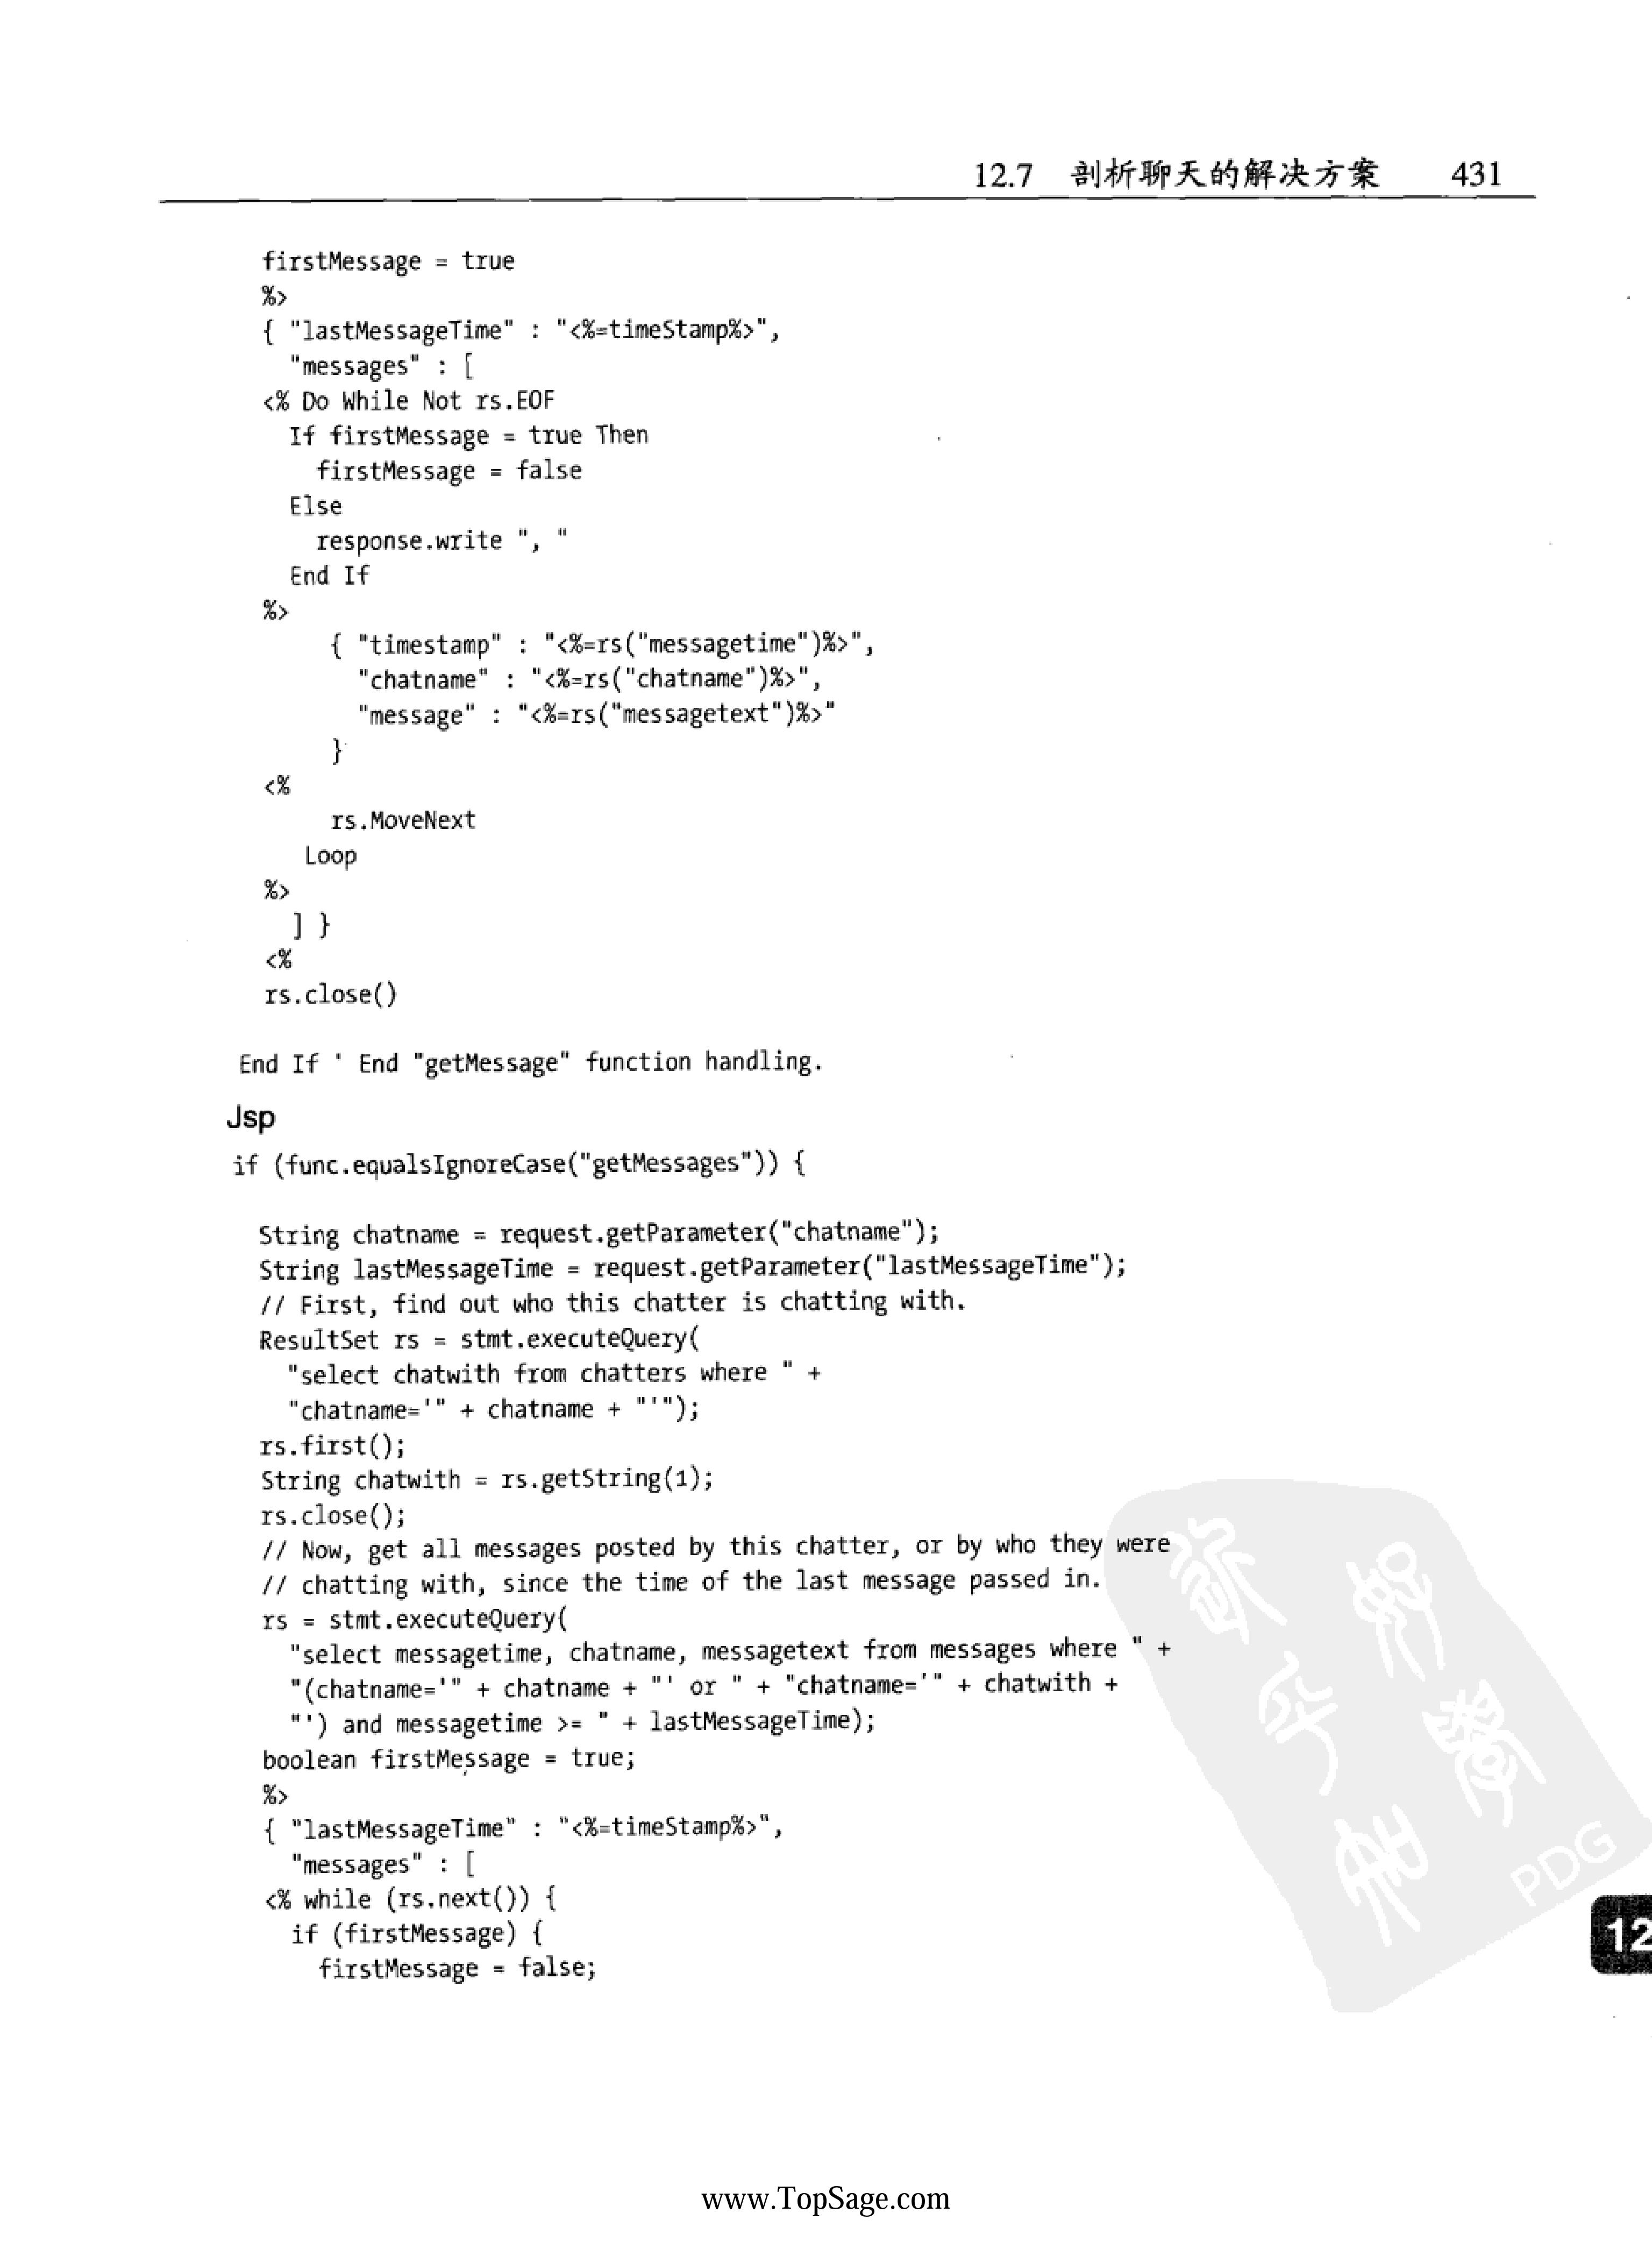 12.7 剖析聊天的解决方案 431
firstMessage = true
%>
{ "lastMessageTime" : "<%=timeStamp%>",
"messages" : [
<% Do While Not rs.EOF
If firstMessage = true Then
firstMessage = false
Else
response.write ", "
End If
%>
{ "timestamp" : "<%=rs("messagetime")%>",
"chatname" : "<%=rs("chatname")%>",
"message" : "<%=rs("messagetext")%>"
}
<%
rs.MoveNext
Loop
%>
] }
<%
rs.close()
End If ' End "getMessage" function handling.
Jsp
if (func.equalsIgnoreCase("getMessages")) {
String chatname = request.getParameter("chatname");
String lastMessageTime = request.getParameter("lastMessageTime");
// First, find out who this chatter is chatting with.
ResultSet rs = stmt.executeQuery(
"select chatwith from chatters where " +
"chatname='" + chatname + "'");
rs.first();
String chatwith = rs.getString(1);
rs.close();
// Now, get all messages posted by this chatter, or by who they were
// chatting with, since the time of the last message passed in.
rs = stmt.executeQuery(
"select messagetime, chatname, messagetext from messages where " +
"(chatname='" + chatname + "' or " + "chatname='" + chatwith +
"') and messagetime >= " + lastMessageTime);
boolean firstMessage = true;
%>
{ "lastMessageTime" : "<%=timeStamp%>",
"messages" : [
<% while (rs.next()) {
if (firstMessage) {
firstMessage = false;
PDG
12
www.TopSage.com